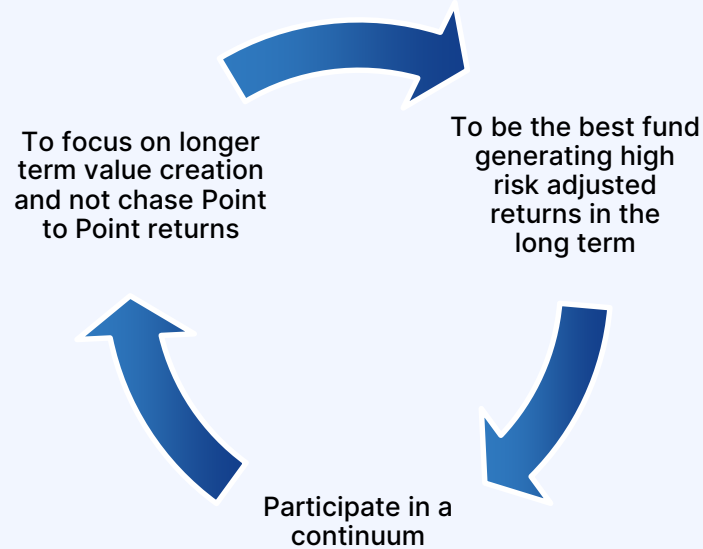 To focus on longer
term value creation
and not chase Point
to Point returns
To be the best fund
generating high
risk adjusted
returns in the
long term
Participate in a
continuum